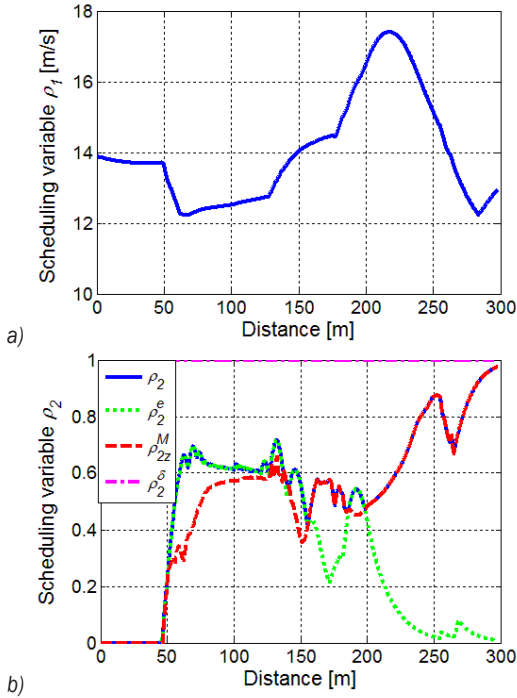 18
16
14
12
10
Scheduling variable ρ₁ [m/s]
0 50 100 150 200 250 300
Distance [m]
a)
1
0.8
0.6
0.4
0.2
0
Scheduling variable ρ₂
ρ₂
ρ₂ᵉ
ρ₂zᴹ
ρ₂ᵟ
0 50 100 150 200 250 300
Distance [m]
b)